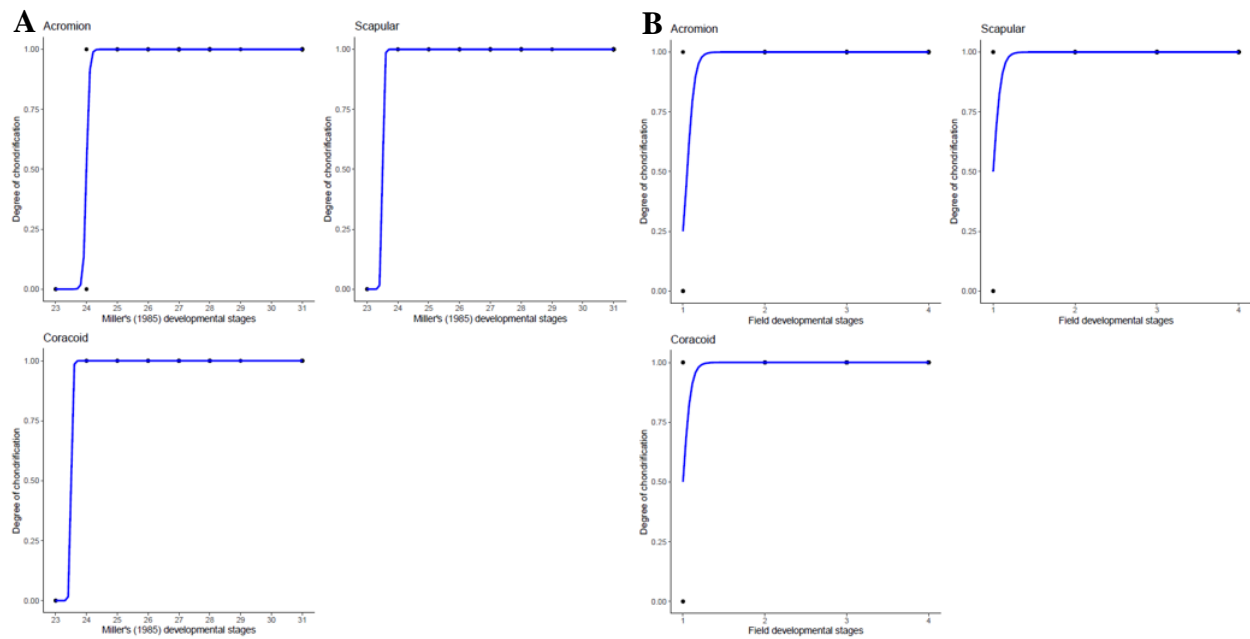 A
Acromion
1.00
0.75
0.50
0.25
0.00
Degree of chondrification
23 24 25 26 27 28 29 31
Miller's (1985) developmental stages
Scapular
1.00
0.75
0.50
0.25
0.00
Degree of chondrification
23 24 25 26 27 28 29 31
Miller's (1985) developmental stages
Coracoid
1.00
0.75
0.50
0.25
0.00
Degree of chondrification
23 24 25 26 27 28 29 31
Miller's (1985) developmental stages
B
Acromion
1.00
0.75
0.50
0.25
0.00
Degree of chondrification
1 2 3 4
Field developmental stages
Scapular
1.00
0.75
0.50
0.25
0.00
Degree of chondrification
1 2 3 4
Field developmental stages
Coracoid
1.00
0.75
0.50
0.25
0.00
Degree of chondrification
1 2 3 4
Field developmental stages